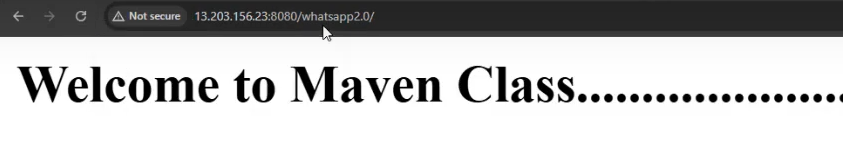 Not secure 13.203.156.23:8080/whatsapp2.0/
Welcome to Maven Class......................